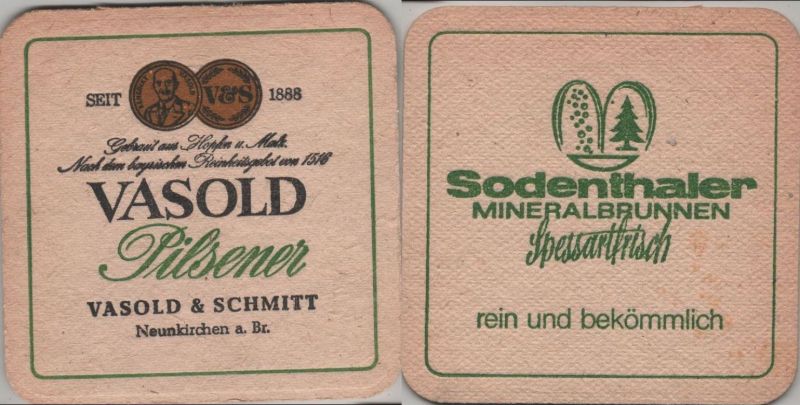 SEIT V&S 1888
Gebraut aus Hopfen u. Malz.
Nach dem bayrischen Reinheitsgebot von 1516
VASOLD
Pilsener
VASOLD & SCHMITT
Neunkirchen a. Br.
Sodenthaler
MINERALBRUNNEN
Spessartfrisch
rein und bekömmlich